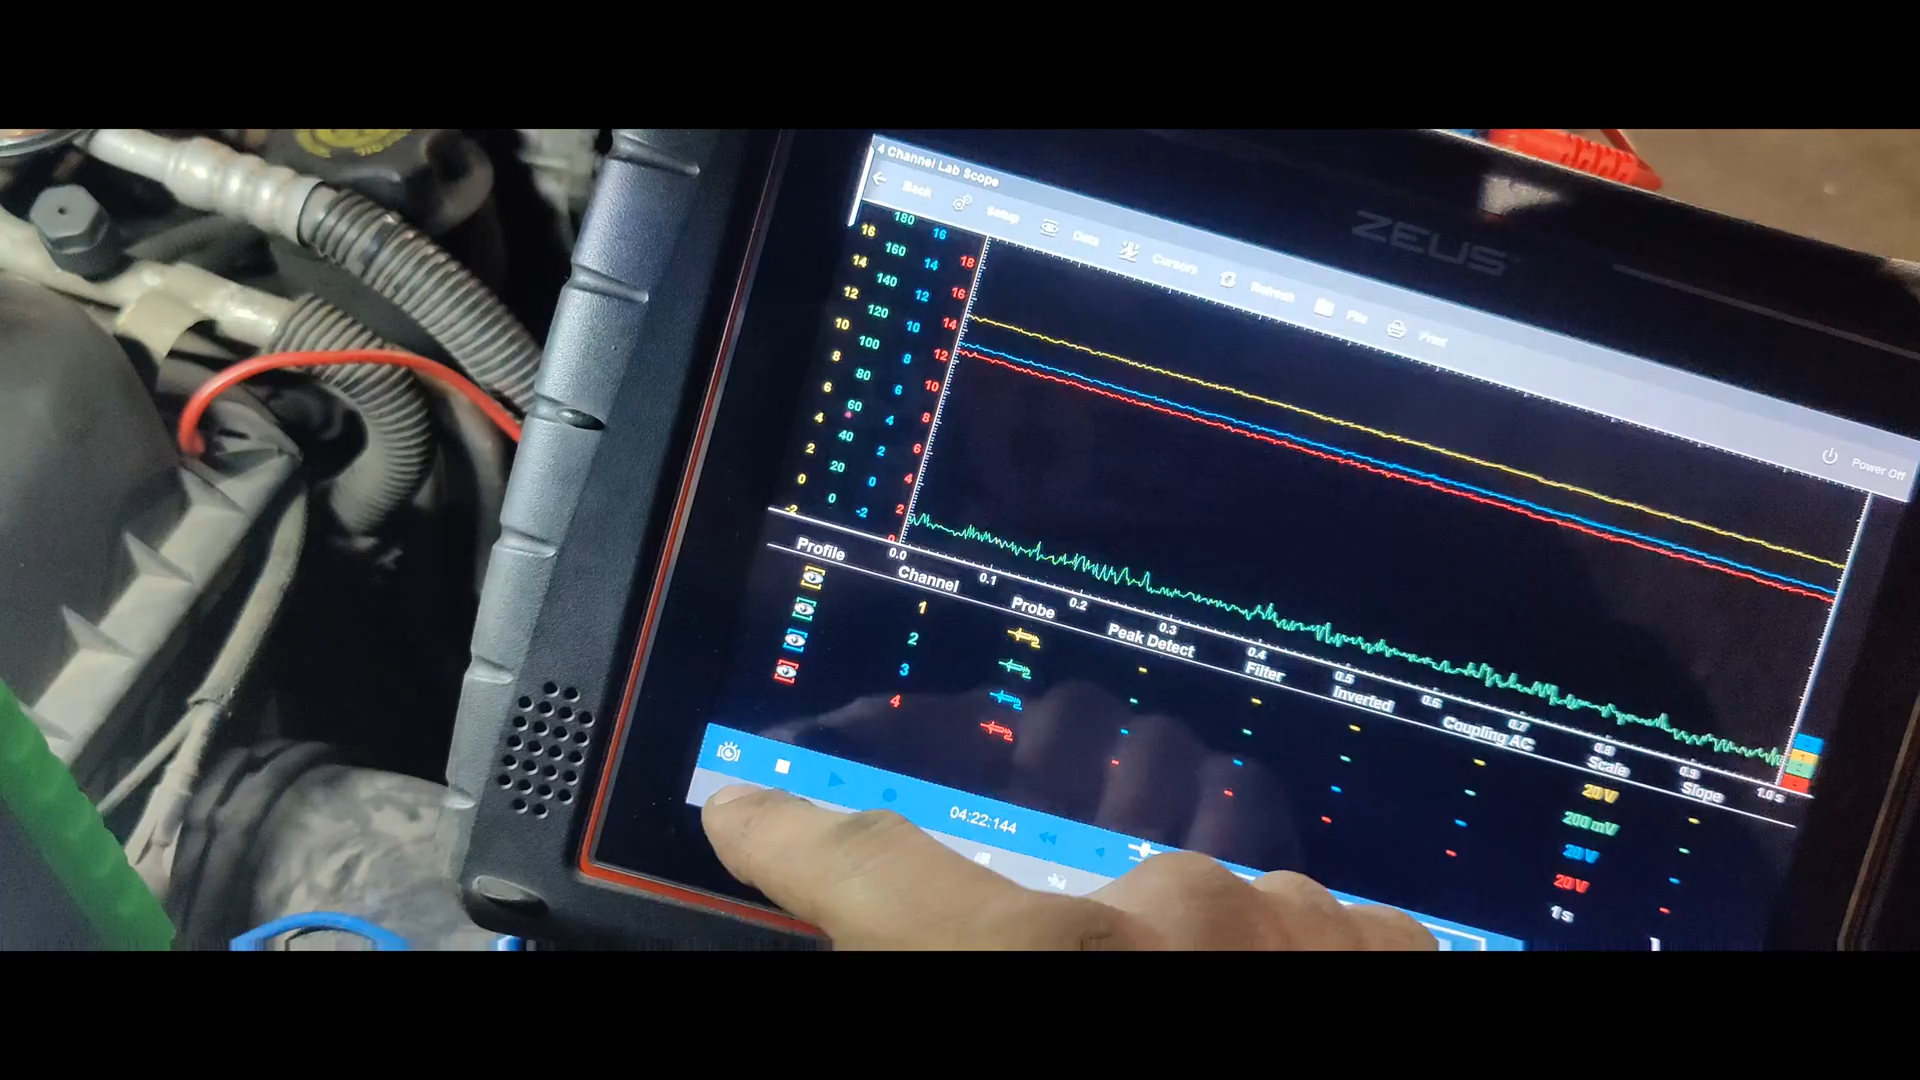 ZEUS
4 Channel Lab Scope
Back Setup Data Cursors Refresh File Print Power Off
180 16
16 160 14 18
14 140 12 16
12 120 10 14
10 100 8 12
8 80 6 10
6 60 4 8
4 40 2 6
2 20 0 4
0 0 -2 2
-2 0
0.0 0.1 0.2 0.3 0.4 0.5 0.6 0.7 0.8 0.9 1.0 s
Profile Channel Probe Peak Detect Filter Inverted Coupling AC Scale Slope
1 20 V
2 200 mV
3 20 V
4 20 V
1 s
04:22:144